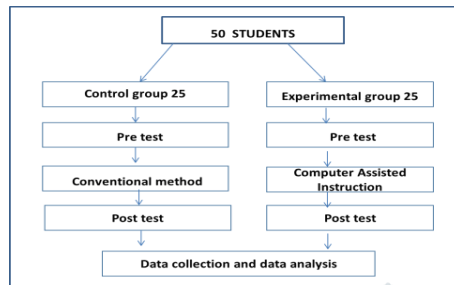 50 STUDENTS
Control group 25
Experimental group 25
Pre test
Pre test
Conventional method
Computer Assisted
Instruction
Post test
Post test
Data collection and data analysis